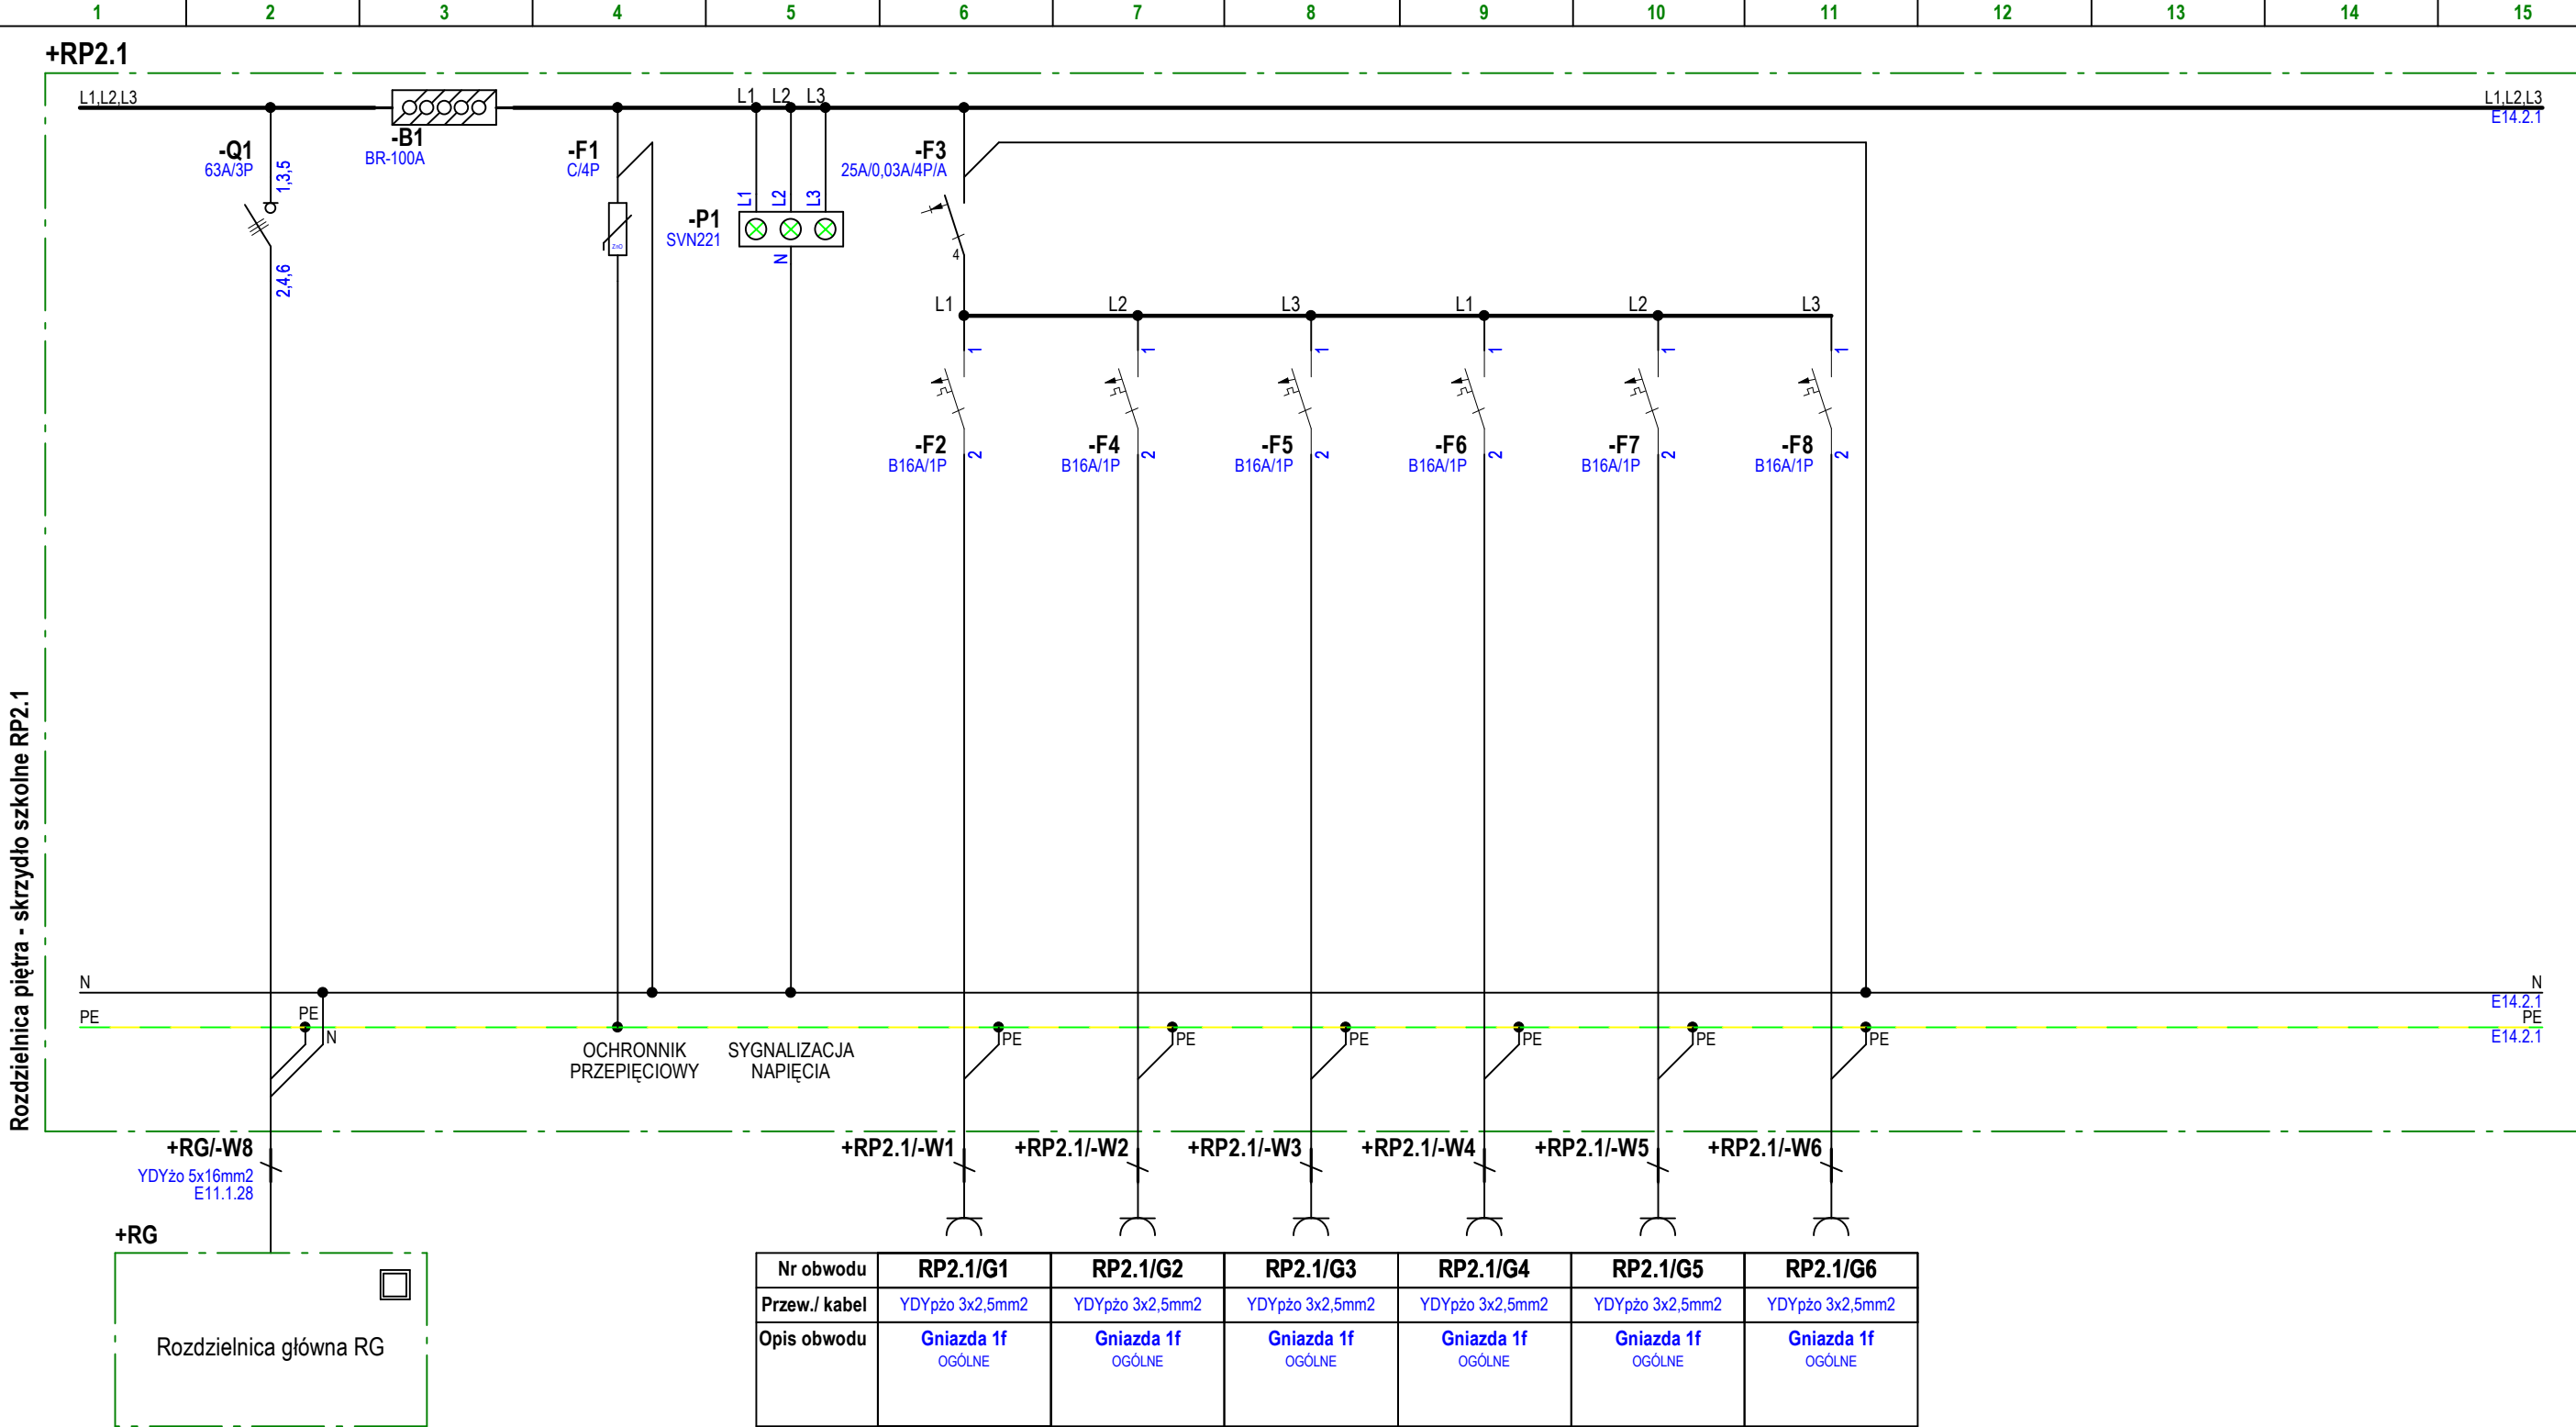 1 2 3 4 5 6 7 8 9 10 11 12 13 14 15
+RP2.1
L1,L2,L3
L1 L2 L3
L1,L2,L3
E14.2.1
-Q1
63A/3P
1,3,5
2,4,6
-B1
BR-100A
-F1
C/4P
ZnO
-P1
SVN221
L1 L2 L3
N
-F3
25A/0,03A/4P/A
4
L1 L2 L3 L1 L2 L3
1 1 1 1 1 1
-F2 -F4 -F5 -F6 -F7 -F8
B16A/1P B16A/1P B16A/1P B16A/1P B16A/1P B16A/1P
2 2 2 2 2 2
Rozdzielnica piętra - skrzydło szkolne RP2.1
N
N
E14.2.1
PE
PE
PE
E14.2.1
N
PE PE PE PE PE PE
OCHRONNIK
PRZEPIĘCIOWY
SYGNALIZACJA
NAPIĘCIA
+RG/-W8
YDYżo 5x16mm2
E11.1.28
+RP2.1/-W1 +RP2.1/-W2 +RP2.1/-W3 +RP2.1/-W4 +RP2.1/-W5 +RP2.1/-W6
+RG
Rozdzielnica główna RG
Nr obwodu RP2.1/G1 RP2.1/G2 RP2.1/G3 RP2.1/G4 RP2.1/G5 RP2.1/G6
Przew./ kabel YDYpżo 3x2,5mm2 YDYpżo 3x2,5mm2 YDYpżo 3x2,5mm2 YDYpżo 3x2,5mm2 YDYpżo 3x2,5mm2 YDYpżo 3x2,5mm2
Opis obwodu Gniazda 1f Gniazda 1f Gniazda 1f Gniazda 1f Gniazda 1f Gniazda 1f
OGÓLNE OGÓLNE OGÓLNE OGÓLNE OGÓLNE OGÓLNE